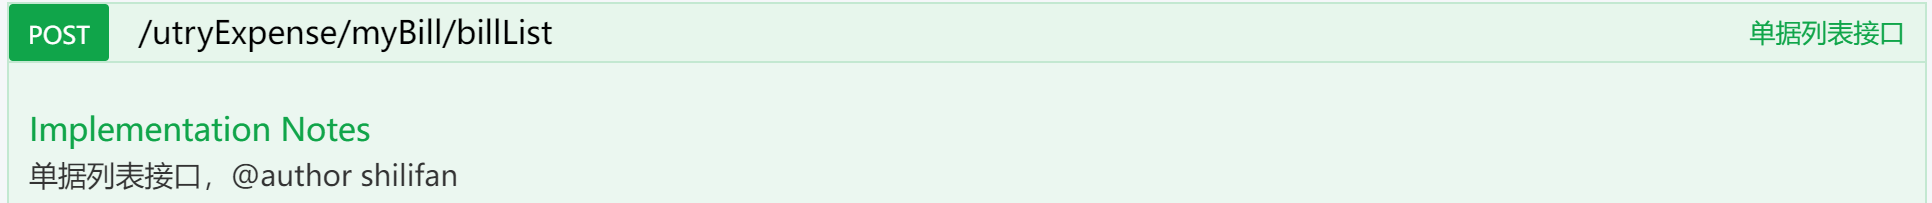 POST /utryExpense/myBill/billList 单据列表接口
Implementation Notes
单据列表接口，@author shilifan